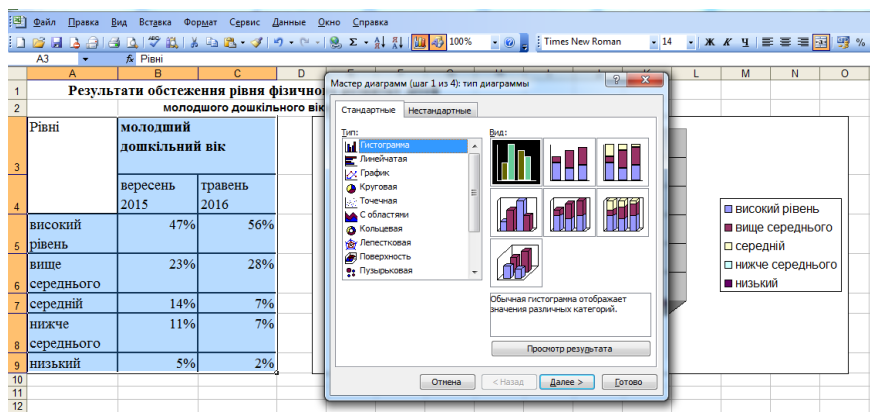 Файл Правка Вид Вставка Формат Сервис Данные Окно Справка
100% Times New Roman 14 Ж К Ч %
A3 fx Рівні
A B C D L M N O
1 Результати обстеження рівня фізично
2 молодшого дошкільного вік
3 Рівні молодший
дошкільний вік
4 вересень травень
2015 2016
5 високий 47% 56%
рівень
6 вище 23% 28%
середнього
7 середній 14% 7%
8 нижче 11% 7%
середнього
9 низький 5% 2%
10
11
12
Мастер диаграмм (шаг 1 из 4): тип диаграммы
Стандартные Нестандартные
Тип:
Гистограмма
Линейчатая
График
Круговая
Точечная
С областями
Кольцевая
Лепестковая
Поверхность
Пузырьковая
Вид:
Обычная гистограмма отображает
значения различных категорий.
Просмотр результата
Отмена < Назад Далее > Готово
високий рівень
вище середнього
середній
нижче середнього
низький